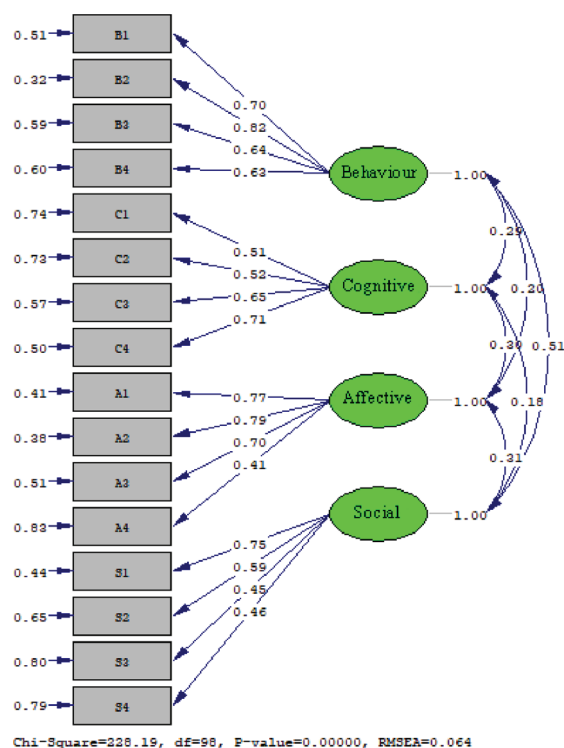 0.51 B1
0.32 B2
0.59 B3
0.60 B4
0.74 C1
0.73 C2
0.57 C3
0.50 C4
0.41 A1
0.38 A2
0.51 A3
0.83 A4
0.44 S1
0.65 S2
0.80 S3
0.79 S4
0.70
0.82
0.64
0.63
0.51
0.52
0.65
0.71
0.77
0.79
0.70
0.41
0.75
0.59
0.45
0.46
Behaviour 1.00
Cognitive 1.00
Affective 1.00
Social 1.00
0.29
0.20
0.30
0.51
0.18
0.31
Chi-Square=228.19, df=98, P-value=0.00000, RMSEA=0.064